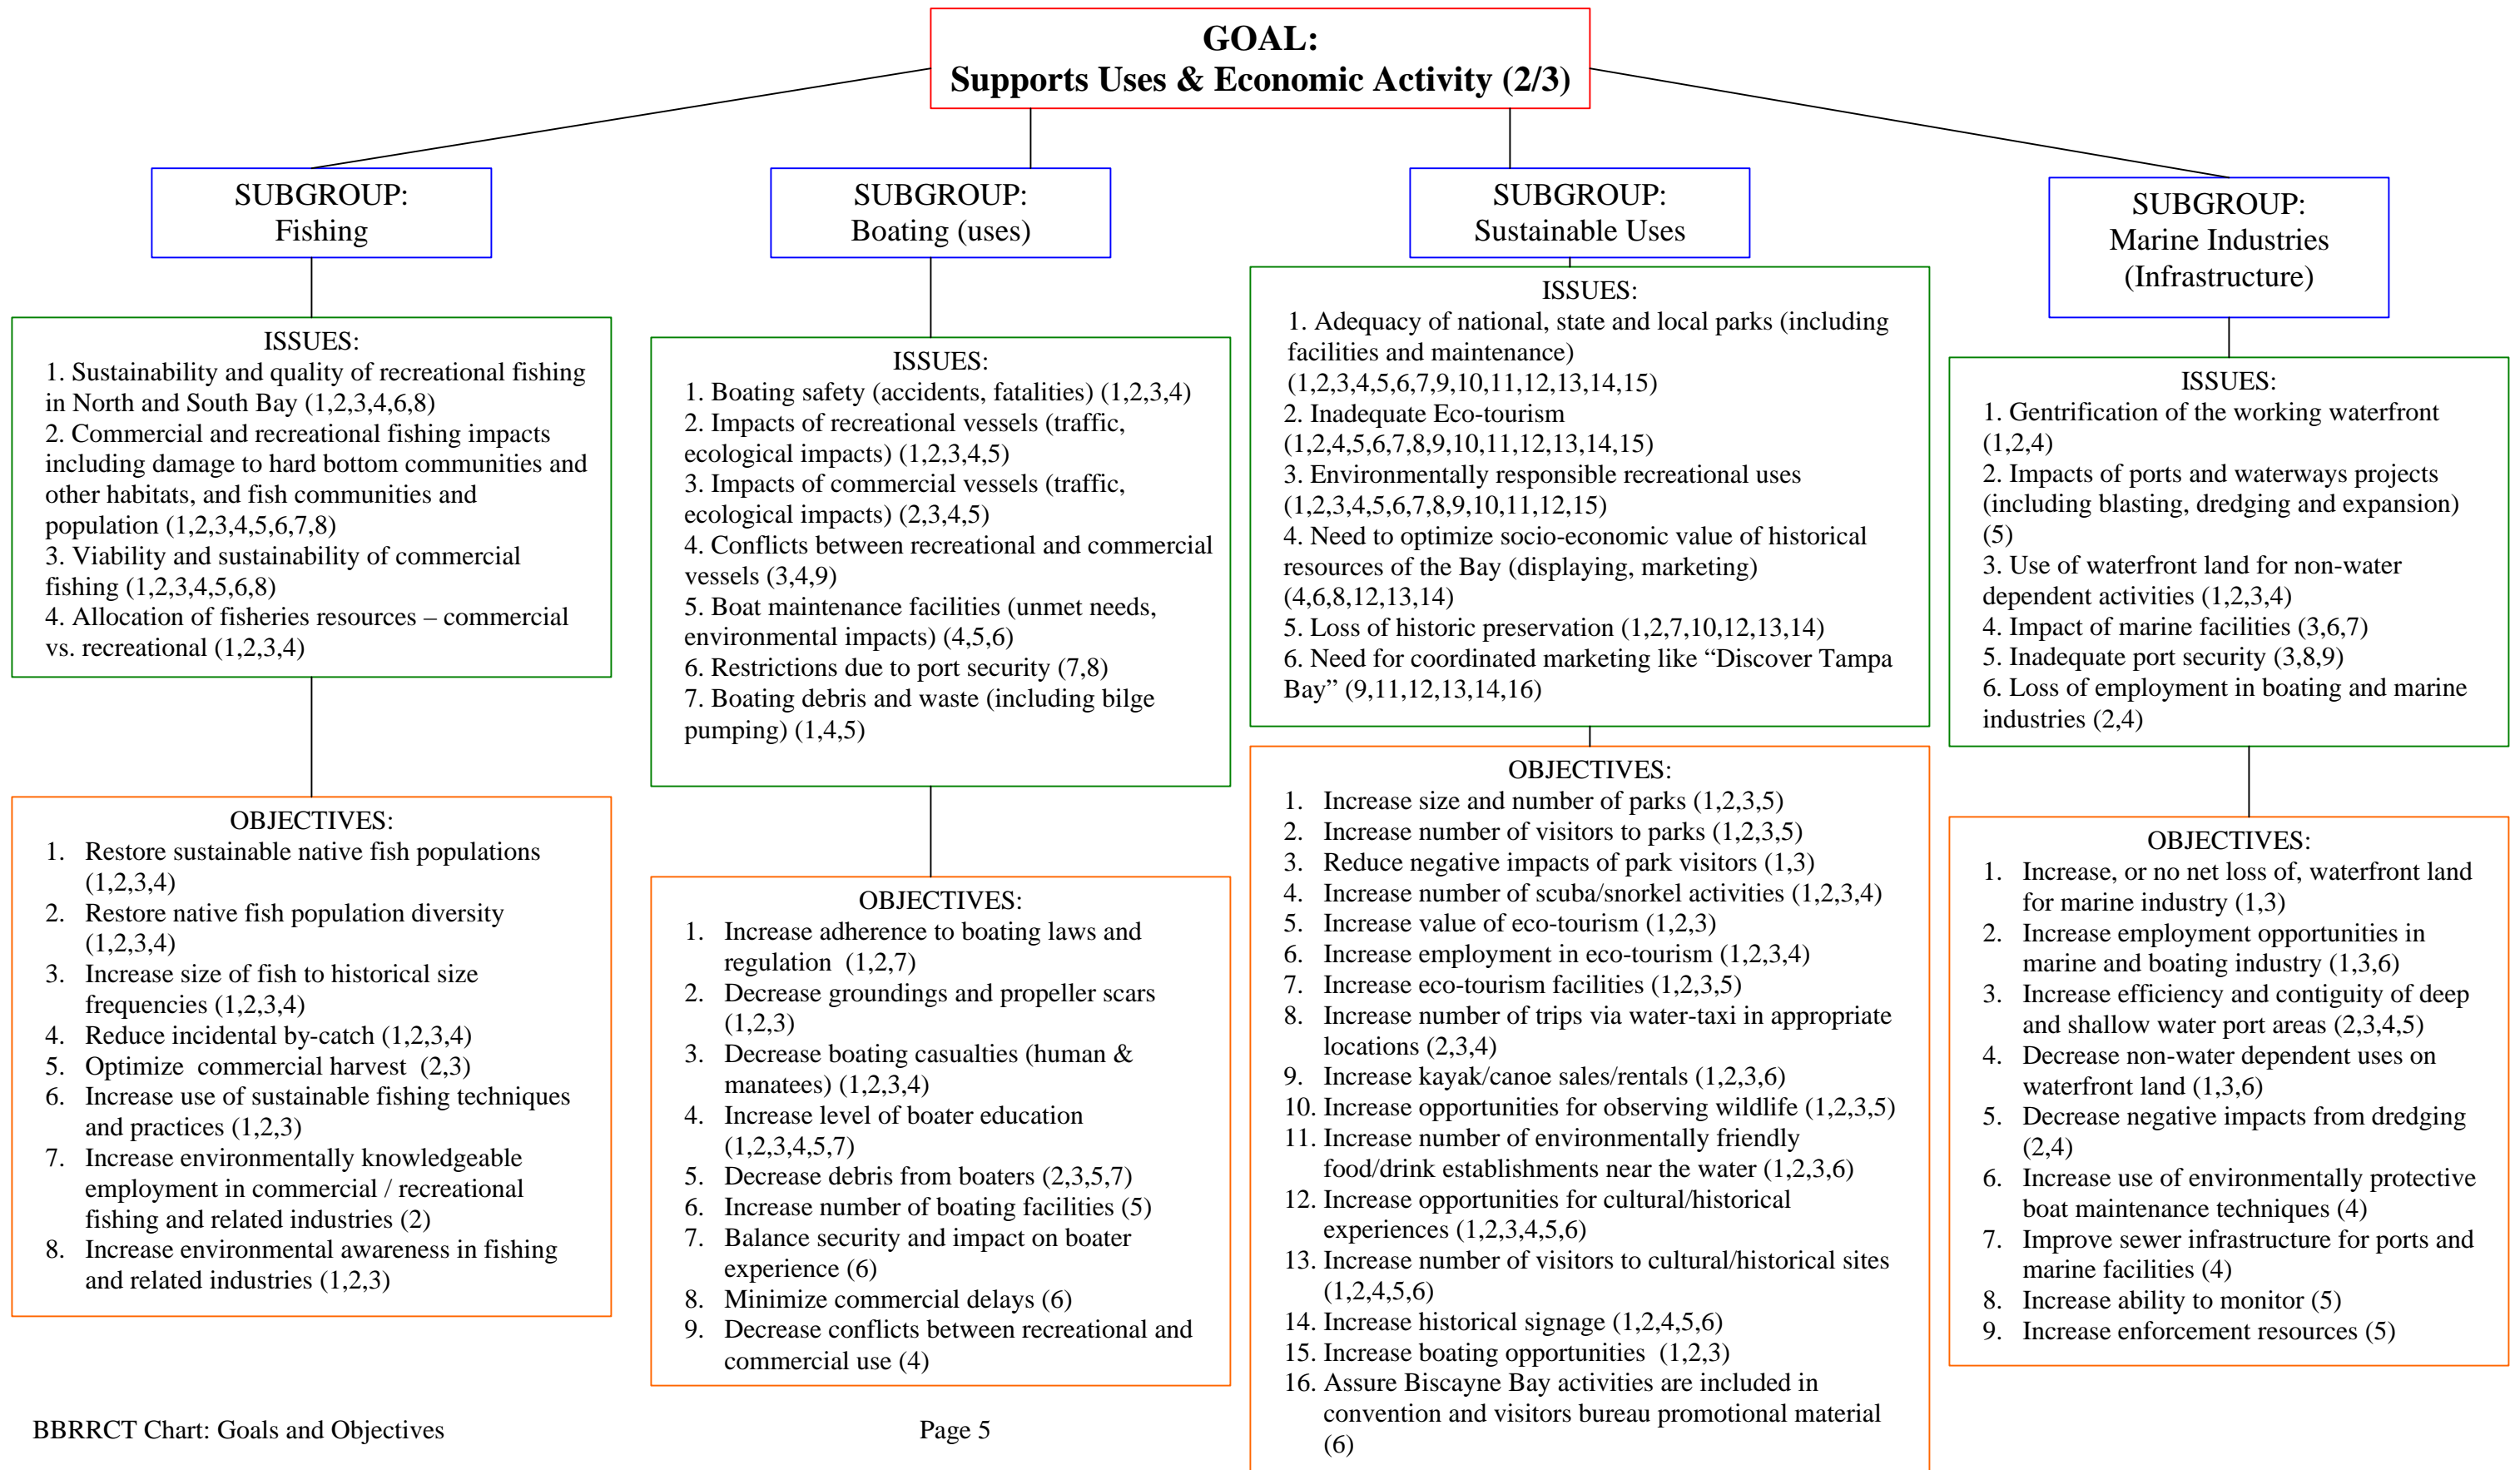 GOAL:
Supports Uses & Economic Activity (2/3)
SUBGROUP:
Fishing
ISSUES:
1. Sustainability and quality of recreational fishing
in North and South Bay (1,2,3,4,6,8)
2. Commercial and recreational fishing impacts
including damage to hard bottom communities and
other habitats, and fish communities and
population (1,2,3,4,5,6,7,8)
3. Viability and sustainability of commercial
fishing (1,2,3,4,5,6,8)
4. Allocation of fisheries resources – commercial
vs. recreational (1,2,3,4)
OBJECTIVES:
1. Restore sustainable native fish populations
(1,2,3,4)
2. Restore native fish population diversity
(1,2,3,4)
3. Increase size of fish to historical size
frequencies (1,2,3,4)
4. Reduce incidental by-catch (1,2,3,4)
5. Optimize commercial harvest (2,3)
6. Increase use of sustainable fishing techniques
and practices (1,2,3)
7. Increase environmentally knowledgeable
employment in commercial / recreational
fishing and related industries (2)
8. Increase environmental awareness in fishing
and related industries (1,2,3)
SUBGROUP:
Boating (uses)
ISSUES:
1. Boating safety (accidents, fatalities) (1,2,3,4)
2. Impacts of recreational vessels (traffic,
ecological impacts) (1,2,3,4,5)
3. Impacts of commercial vessels (traffic,
ecological impacts) (2,3,4,5)
4. Conflicts between recreational and commercial
vessels (3,4,9)
5. Boat maintenance facilities (unmet needs,
environmental impacts) (4,5,6)
6. Restrictions due to port security (7,8)
7. Boating debris and waste (including bilge
pumping) (1,4,5)
OBJECTIVES:
1. Increase adherence to boating laws and
regulation (1,2,7)
2. Decrease groundings and propeller scars
(1,2,3)
3. Decrease boating casualties (human &
manatees) (1,2,3,4)
4. Increase level of boater education
(1,2,3,4,5,7)
5. Decrease debris from boaters (2,3,5,7)
6. Increase number of boating facilities (5)
7. Balance security and impact on boater
experience (6)
8. Minimize commercial delays (6)
9. Decrease conflicts between recreational and
commercial use (4)
SUBGROUP:
Sustainable Uses
ISSUES:
1. Adequacy of national, state and local parks (including
facilities and maintenance)
(1,2,3,4,5,6,7,9,10,11,12,13,14,15)
2. Inadequate Eco-tourism
(1,2,4,5,6,7,8,9,10,11,12,13,14,15)
3. Environmentally responsible recreational uses
(1,2,3,4,5,6,7,8,9,10,11,12,15)
4. Need to optimize socio-economic value of historical
resources of the Bay (displaying, marketing)
(4,6,8,12,13,14)
5. Loss of historic preservation (1,2,7,10,12,13,14)
6. Need for coordinated marketing like “Discover Tampa
Bay” (9,11,12,13,14,16)
OBJECTIVES:
1. Increase size and number of parks (1,2,3,5)
2. Increase number of visitors to parks (1,2,3,5)
3. Reduce negative impacts of park visitors (1,3)
4. Increase number of scuba/snorkel activities (1,2,3,4)
5. Increase value of eco-tourism (1,2,3)
6. Increase employment in eco-tourism (1,2,3,4)
7. Increase eco-tourism facilities (1,2,3,5)
8. Increase number of trips via water-taxi in appropriate
locations (2,3,4)
9. Increase kayak/canoe sales/rentals (1,2,3,6)
10. Increase opportunities for observing wildlife (1,2,3,5)
11. Increase number of environmentally friendly
food/drink establishments near the water (1,2,3,6)
12. Increase opportunities for cultural/historical
experiences (1,2,3,4,5,6)
13. Increase number of visitors to cultural/historical sites
(1,2,4,5,6)
14. Increase historical signage (1,2,4,5,6)
15. Increase boating opportunities (1,2,3)
16. Assure Biscayne Bay activities are included in
convention and visitors bureau promotional material
(6)
SUBGROUP:
Marine Industries
(Infrastructure)
ISSUES:
1. Gentrification of the working waterfront
(1,2,4)
2. Impacts of ports and waterways projects
(including blasting, dredging and expansion)
(5)
3. Use of waterfront land for non-water
dependent activities (1,2,3,4)
4. Impact of marine facilities (3,6,7)
5. Inadequate port security (3,8,9)
6. Loss of employment in boating and marine
industries (2,4)
OBJECTIVES:
1. Increase, or no net loss of, waterfront land
for marine industry (1,3)
2. Increase employment opportunities in
marine and boating industry (1,3,6)
3. Increase efficiency and contiguity of deep
and shallow water port areas (2,3,4,5)
4. Decrease non-water dependent uses on
waterfront land (1,3,6)
5. Decrease negative impacts from dredging
(2,4)
6. Increase use of environmentally protective
boat maintenance techniques (4)
7. Improve sewer infrastructure for ports and
marine facilities (4)
8. Increase ability to monitor (5)
9. Increase enforcement resources (5)
BBRRCT Chart: Goals and Objectives
Page 5